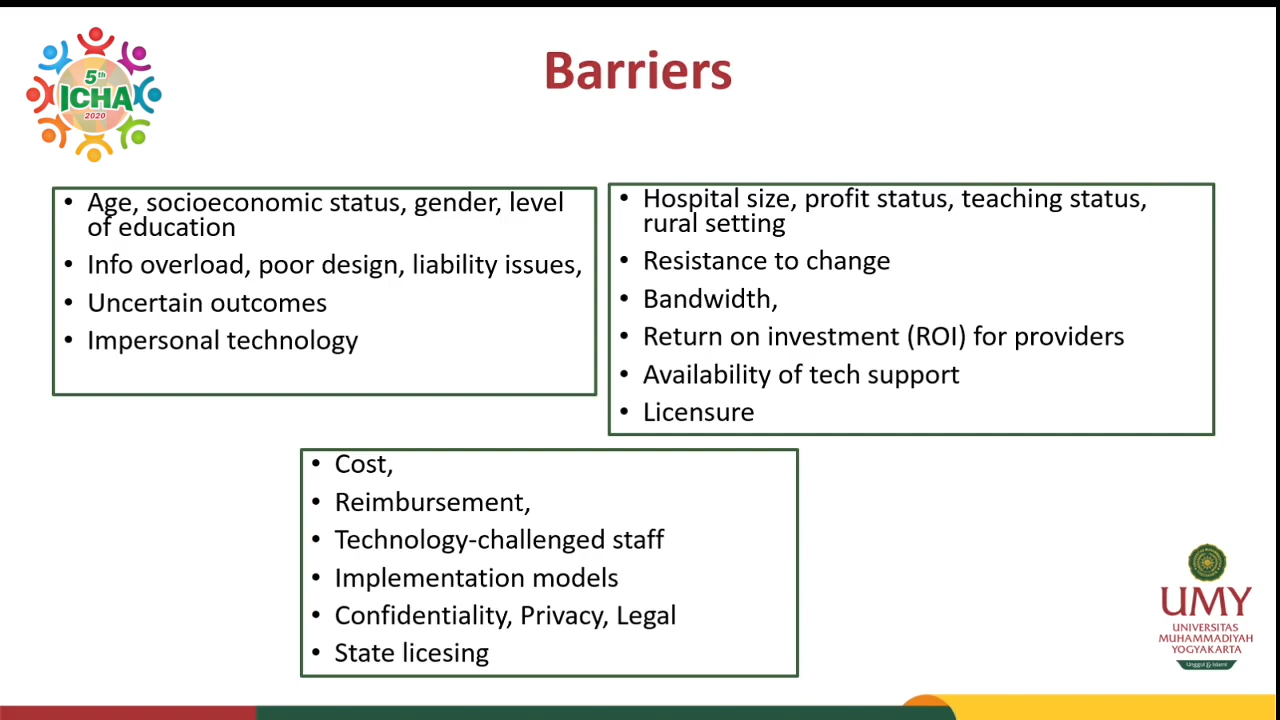 5th
ICHA
2020
Barriers
• Age, socioeconomic status, gender, level
of education
• Info overload, poor design, liability issues,
• Uncertain outcomes
• Impersonal technology
• Hospital size, profit status, teaching status,
rural setting
• Resistance to change
• Bandwidth,
• Return on investment (ROI) for providers
• Availability of tech support
• Licensure
• Cost,
• Reimbursement,
• Technology-challenged staff
• Implementation models
• Confidentiality, Privacy, Legal
• State licesing
UMY
UNIVERSITAS
MUHAMMADIYAH
YOGYAKARTA
Unggul & Islami